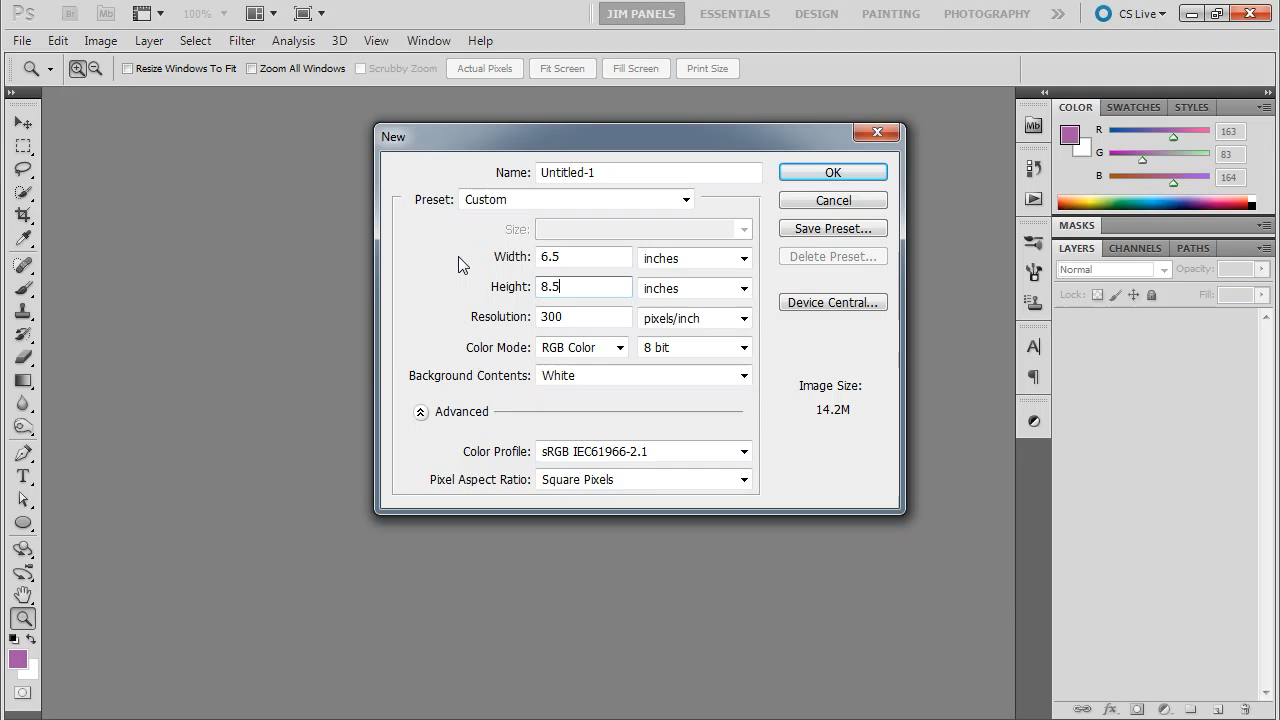 Ps Br Mb 100% JIM PANELS ESSENTIALS DESIGN PAINTING PHOTOGRAPHY CS Live
File Edit Image Layer Select Filter Analysis 3D View Window Help
Resize Windows To Fit Zoom All Windows Scrubby Zoom Actual Pixels Fit Screen Fill Screen Print Size
COLOR SWATCHES STYLES
Mb
R 163
G 83
B 164
MASKS
LAYERS CHANNELS PATHS
Normal Opacity:
Lock: Fill:
New
Name: Untitled-1 OK
Preset: Custom Cancel
Size: Save Preset...
Width: 6.5 inches Delete Preset...
Height: 8.5 inches Device Central...
Resolution: 300 pixels/inch
Color Mode: RGB Color 8 bit
Background Contents: White Image Size:
14.2M
Advanced
Color Profile: sRGB IEC61966-2.1
Pixel Aspect Ratio: Square Pixels
T
A
fx